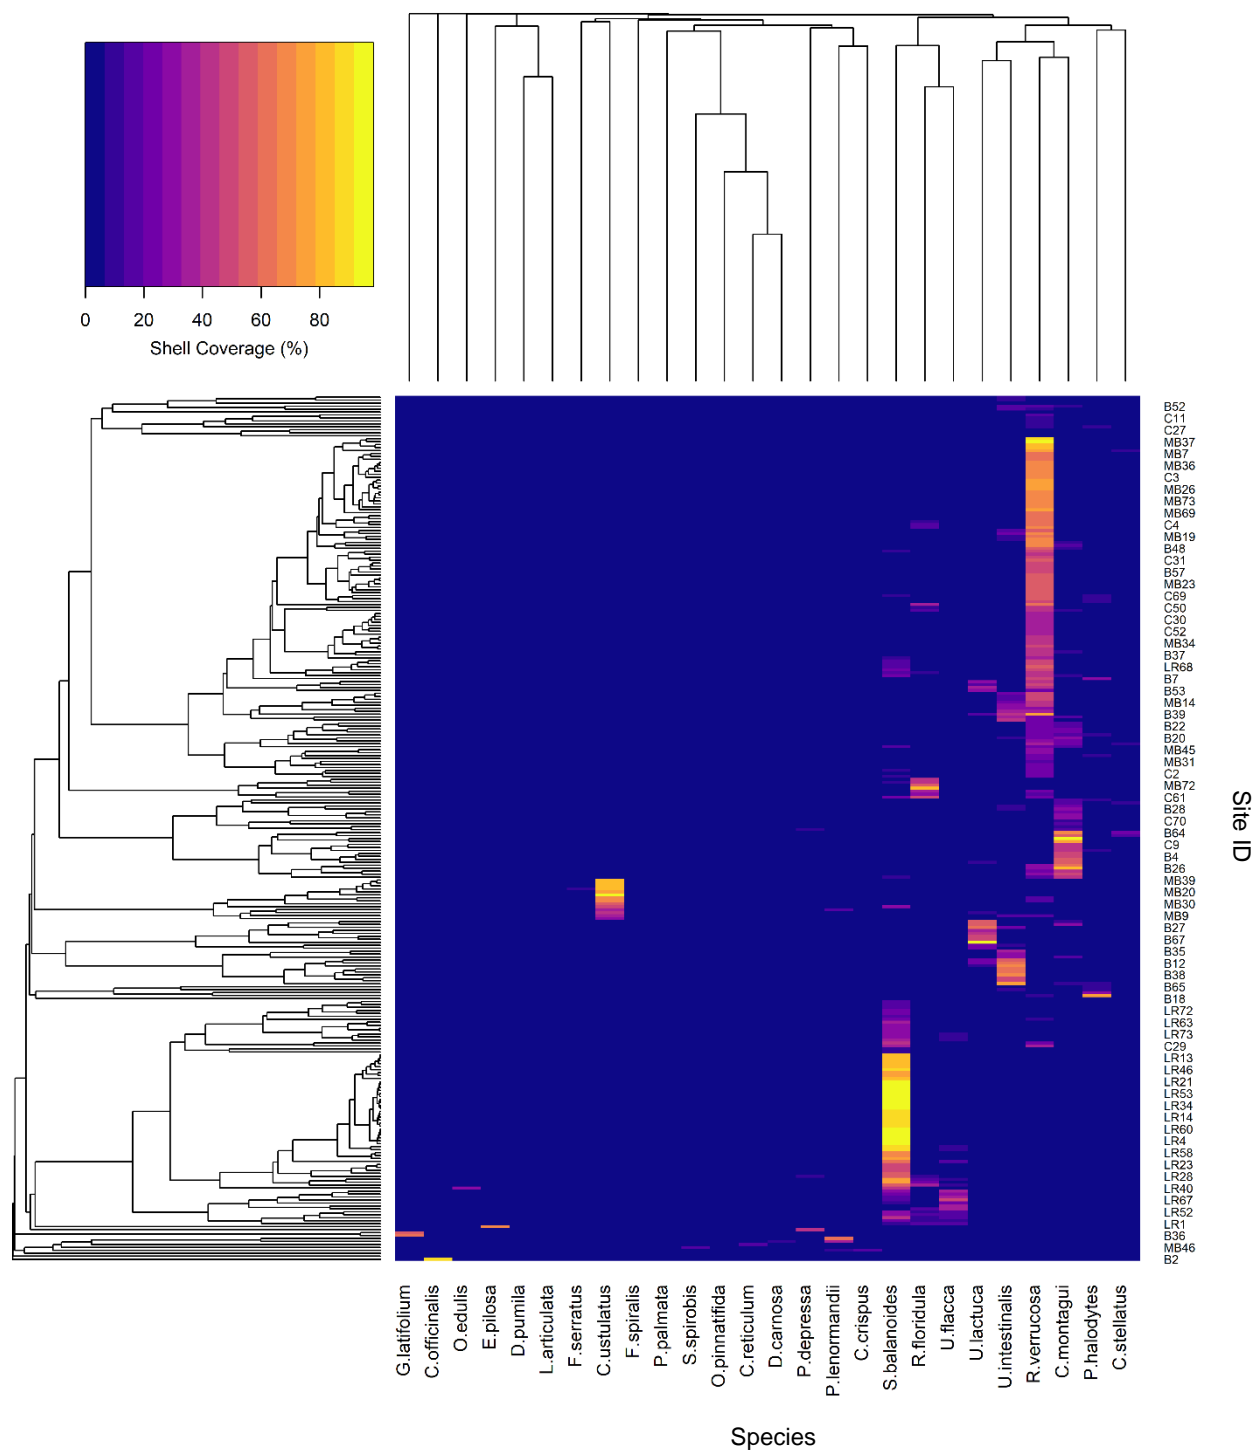 0 20 40 60 80
Shell Coverage (%)
B52
C11
C27
MB37
MB7
MB36
C3
MB26
MB73
MB69
C4
MB19
B48
C31
B57
MB23
C69
C50
C30
C52
MB34
B37
LR68
B7
B53
MB14
B39
B22
B20
MB45
MB31
C2
MB72
C61
B28
C70
B64
C9
B4
B26
MB39
MB20
MB30
MB9
B27
B67
B35
B12
B38
B65
B18
LR72
LR63
LR73
C29
LR13
LR46
LR21
LR53
LR34
LR14
LR60
LR4
LR58
LR23
LR28
LR40
LR67
LR52
LR1
B36
MB46
B2
Site ID
G.latifolium
C.officinalis
O.edulis
E.pilosa
D.pumila
L.articulata
F.serratus
C.ustulatus
F.spiralis
P.palmata
S.spirobis
O.pinnatifida
C.reticulum
D.carnosa
P.depressa
P.lenormandii
C.crispus
S.balanoides
R.floridula
U.flacca
U.lactuca
U.intestinalis
R.verrucosa
C.montagui
P.halodytes
C.stellatus
Species